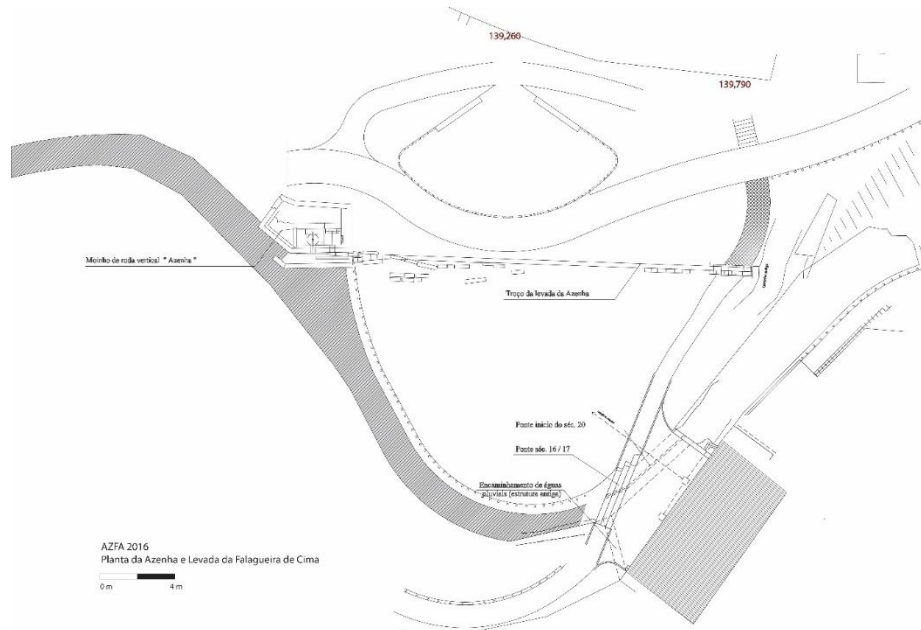 139,260
139,790
Moinho de roda vertical " Azenha "
Troço da levada da Azenha
Ponte inicio do séc. 20
Ponte séc. 16 / 17
Encaminhamento de águas
pluviais (estrutura antiga)
AZFA 2016
Planta da Azenha e Levada da Falagueira de Cima
0 m
4 m